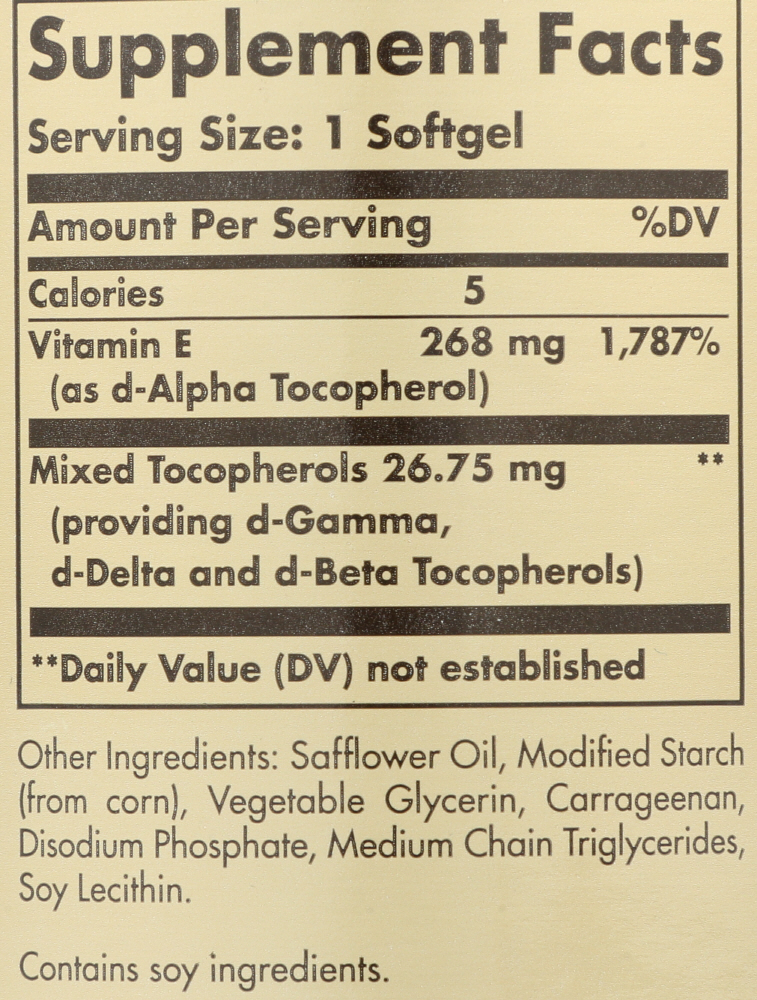 Supplement Facts
Serving Size: 1 Softgel
Amount Per Serving %DV
Calories 5
Vitamin E 268 mg 1,787%
(as d-Alpha Tocopherol)
Mixed Tocopherols 26.75 mg **
(providing d-Gamma,
d-Delta and d-Beta Tocopherols)
**Daily Value (DV) not established
Other Ingredients: Safflower Oil, Modified Starch
(from corn), Vegetable Glycerin, Carrageenan,
Disodium Phosphate, Medium Chain Triglycerides,
Soy Lecithin.
Contains soy ingredients.